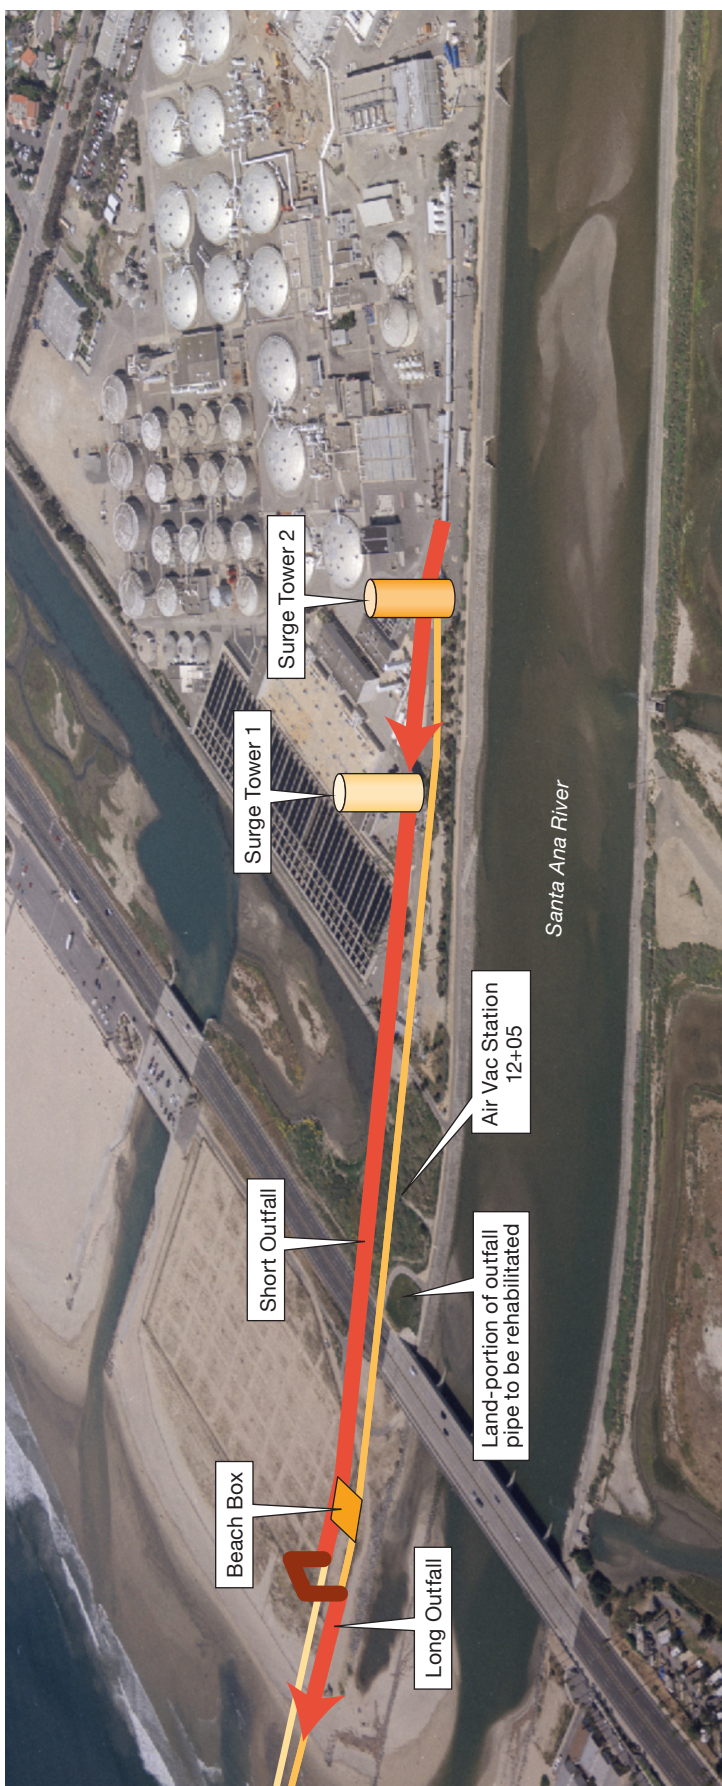 Surge Tower 2
Surge Tower 1
Santa Ana River
Air Vac Station
12+05
Short Outfall
Land-portion of outfall
pipe to be rehabilitated
Beach Box
Long Outfall